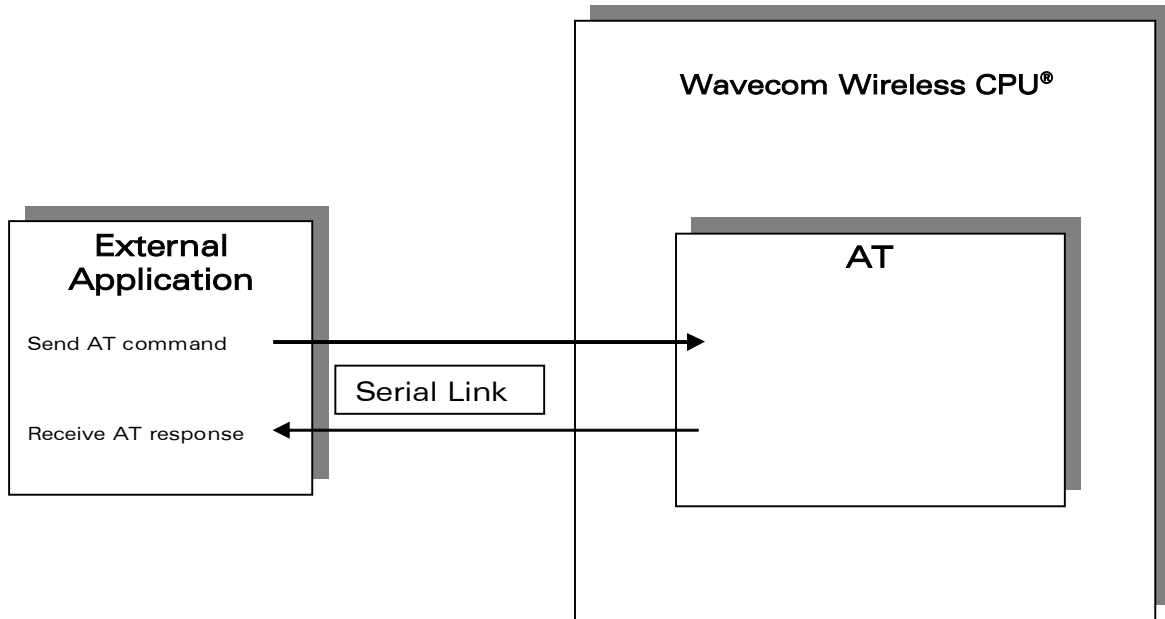 Wavecom Wireless CPU®
External
Application
AT
Send AT command
Serial Link
Receive AT response